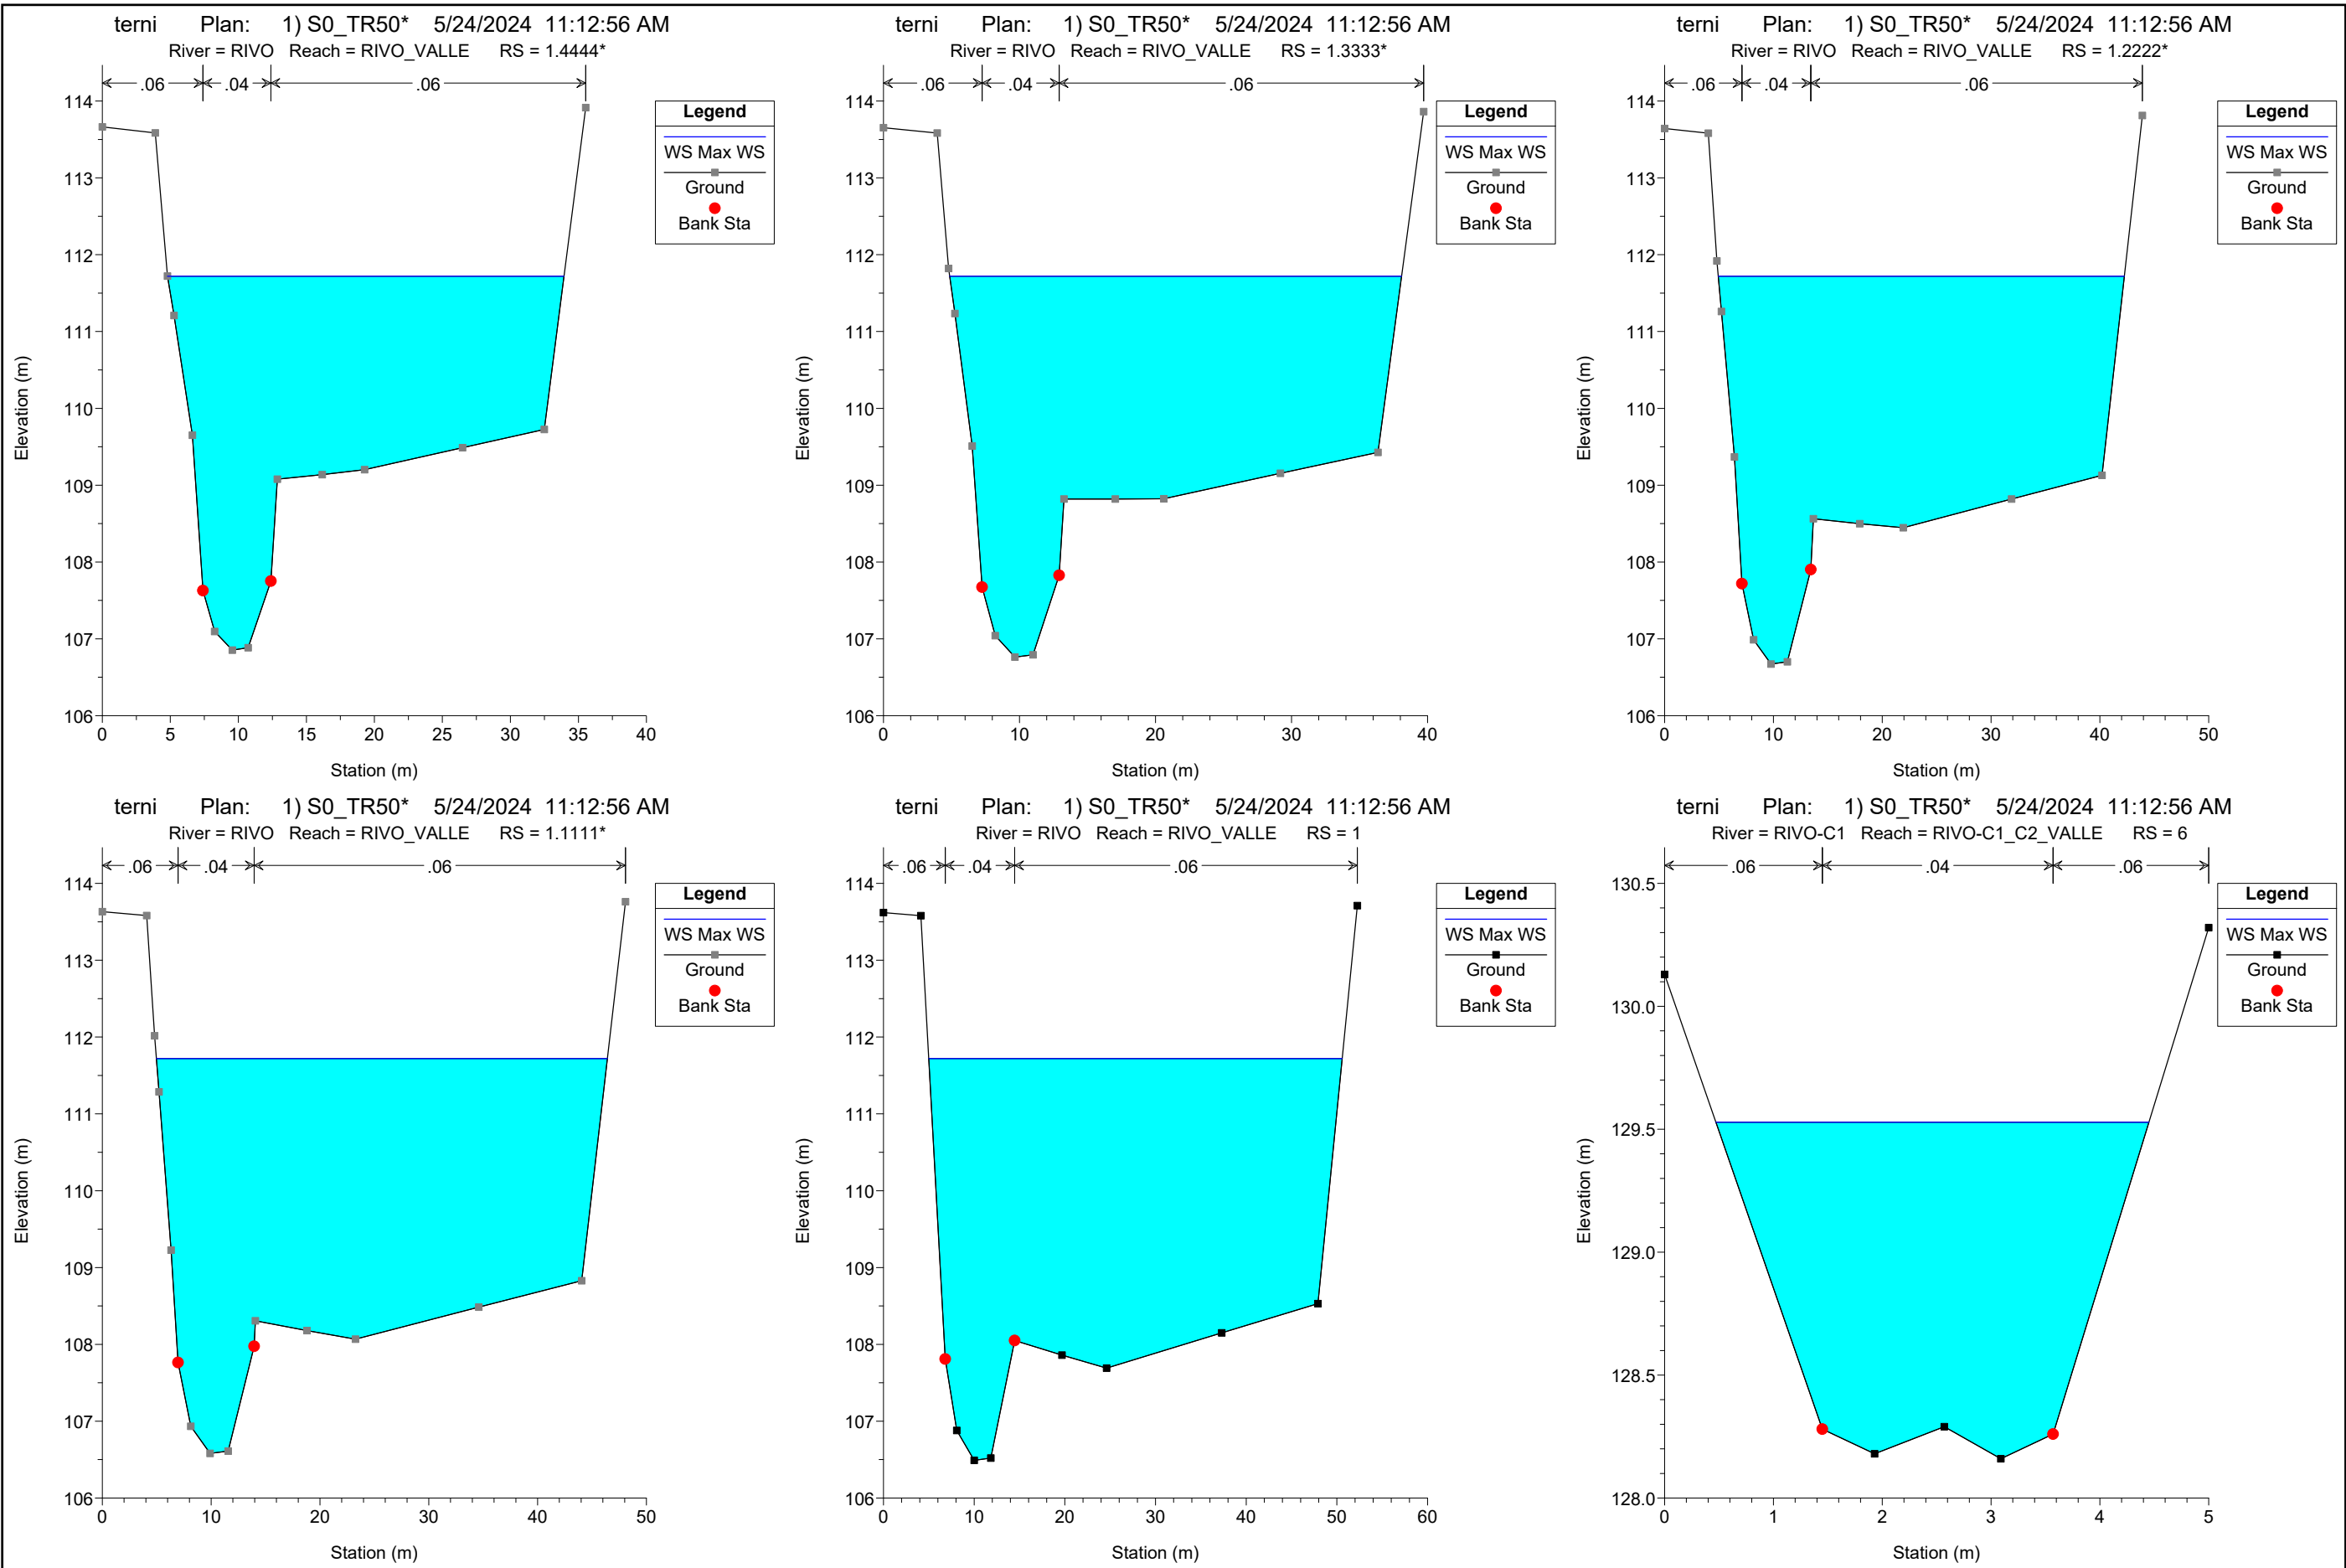 terni Plan: 1) S0_TR50* 5/24/2024 11:12:56 AM
River = RIVO Reach = RIVO_VALLE RS = 1.4444*
.06 .04 .06
Legend
WS Max WS
Ground
Bank Sta
114
113
112
111
110
109
108
107
106
Elevation (m)
0 5 10 15 20 25 30 35 40
Station (m)
terni Plan: 1) S0_TR50* 5/24/2024 11:12:56 AM
River = RIVO Reach = RIVO_VALLE RS = 1.3333*
.06 .04 .06
Legend
WS Max WS
Ground
Bank Sta
114
113
112
111
110
109
108
107
106
Elevation (m)
0 10 20 30 40
Station (m)
terni Plan: 1) S0_TR50* 5/24/2024 11:12:56 AM
River = RIVO Reach = RIVO_VALLE RS = 1.2222*
.06 .04 .06
Legend
WS Max WS
Ground
Bank Sta
114
113
112
111
110
109
108
107
106
Elevation (m)
0 10 20 30 40 50
Station (m)
terni Plan: 1) S0_TR50* 5/24/2024 11:12:56 AM
River = RIVO Reach = RIVO_VALLE RS = 1.1111*
.06 .04 .06
Legend
WS Max WS
Ground
Bank Sta
114
113
112
111
110
109
108
107
106
Elevation (m)
0 10 20 30 40 50
Station (m)
terni Plan: 1) S0_TR50* 5/24/2024 11:12:56 AM
River = RIVO Reach = RIVO_VALLE RS = 1
.06 .04 .06
Legend
WS Max WS
Ground
Bank Sta
114
113
112
111
110
109
108
107
106
Elevation (m)
0 10 20 30 40 50 60
Station (m)
terni Plan: 1) S0_TR50* 5/24/2024 11:12:56 AM
River = RIVO-C1 Reach = RIVO-C1_C2_VALLE RS = 6
.06 .04 .06
Legend
WS Max WS
Ground
Bank Sta
130.5
130.0
129.5
129.0
128.5
128.0
Elevation (m)
0 1 2 3 4 5
Station (m)